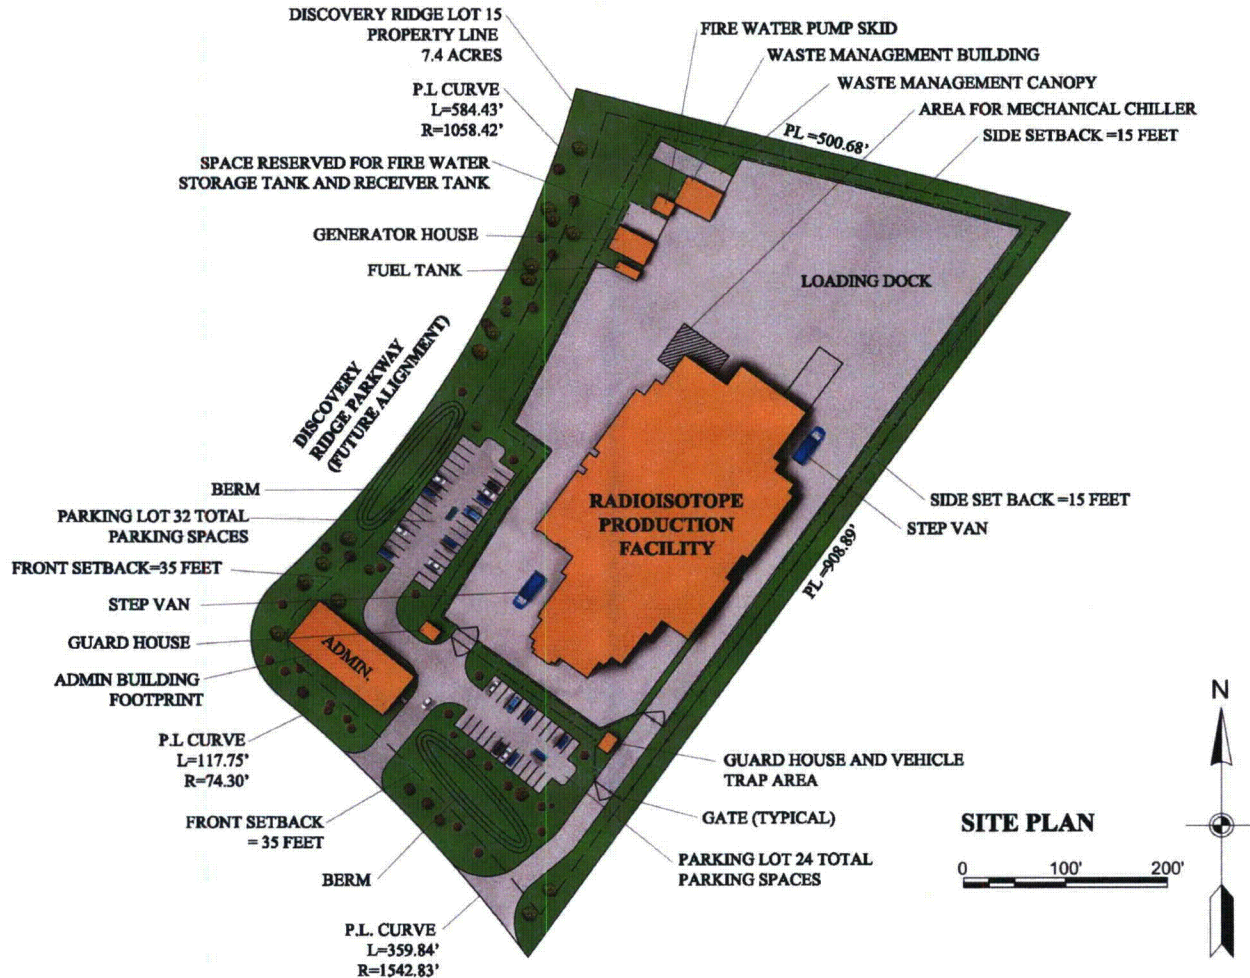 DISCOVERY RIDGE LOT 15
PROPERTY LINE
7.4 ACRES
P.L CURVE
L=584.43'
R=1058.42'
SPACE RESERVED FOR FIRE WATER
STORAGE TANK AND RECEIVER TANK
GENERATOR HOUSE
FUEL TANK
FIRE WATER PUMP SKID
WASTE MANAGEMENT BUILDING
WASTE MANAGEMENT CANOPY
AREA FOR MECHANICAL CHILLER
SIDE SETBACK =15 FEET
PL =500.68'
LOADING DOCK
DISCOVERY
RIDGE PARKWAY
(FUTURE ALIGNMENT)
BERM
PARKING LOT 32 TOTAL
PARKING SPACES
FRONT SETBACK=35 FEET
STEP VAN
GUARD HOUSE
ADMIN BUILDING
FOOTPRINT
ADMIN.
RADIOISOTOPE
PRODUCTION
FACILITY
SIDE SET BACK =15 FEET
STEP VAN
PL =908.89'
P.L CURVE
L=117.75'
R=74.30'
FRONT SETBACK
= 35 FEET
BERM
P.L. CURVE
L=359.84'
R=1542.83'
GUARD HOUSE AND VEHICLE
TRAP AREA
GATE (TYPICAL)
PARKING LOT 24 TOTAL
PARKING SPACES
SITE PLAN
0 100' 200'
N